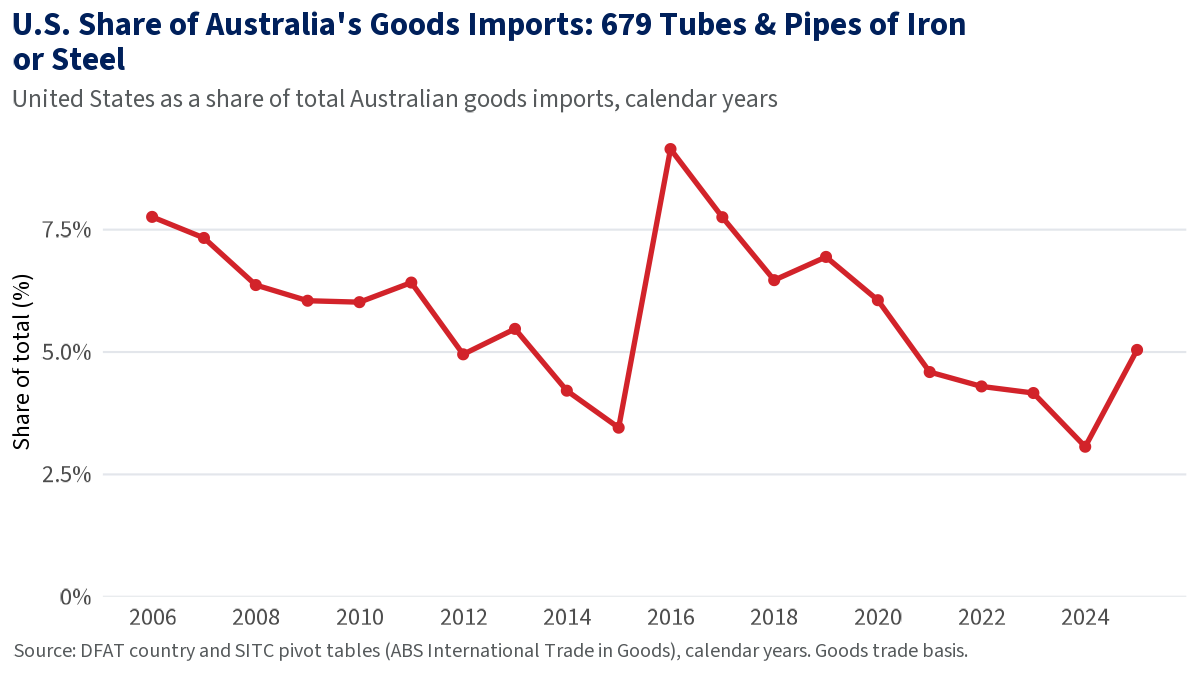 U.S. Share of Australia's Goods Imports: 679 Tubes & Pipes of Iron
or Steel
United States as a share of total Australian goods imports, calendar years
Share of total (%)
7.5%
5.0%
2.5%
0%
2006 2008 2010 2012 2014 2016 2018 2020 2022 2024
Source: DFAT country and SITC pivot tables (ABS International Trade in Goods), calendar years. Goods trade basis.